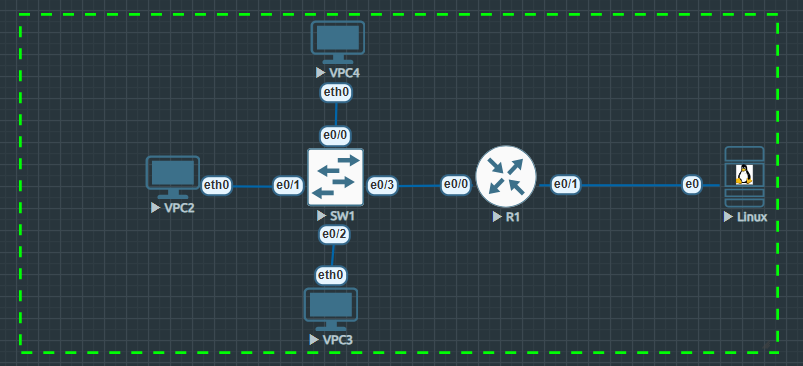 VPC4
eth0
e0/0
VPC2
eth0
e0/1
SW1
e0/3
e0/0
R1
e0/1
e0
Linux
e0/2
eth0
VPC3